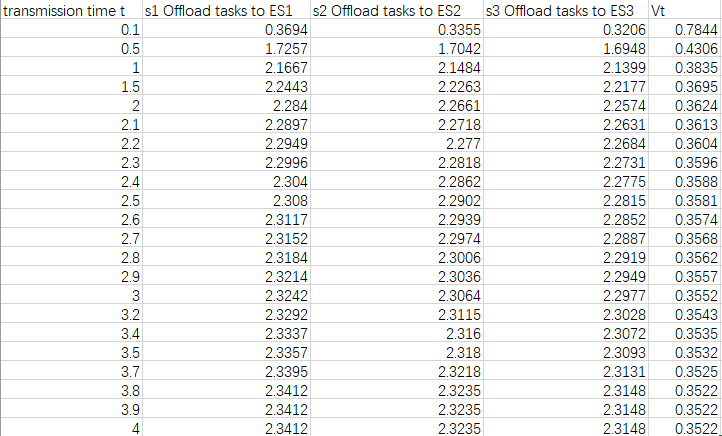 transmission time t s1 Offload tasks to ES1 s2 Offload tasks to ES2 s3 Offload tasks to ES3 Vt
0.1 0.3694 0.3355 0.3206 0.7844
0.5 1.7257 1.7042 1.6948 0.4306
1 2.1667 2.1484 2.1399 0.3835
1.5 2.2443 2.2263 2.2177 0.3695
2 2.284 2.2661 2.2574 0.3624
2.1 2.2897 2.2718 2.2631 0.3613
2.2 2.2949 2.277 2.2684 0.3604
2.3 2.2996 2.2818 2.2731 0.3596
2.4 2.304 2.2862 2.2775 0.3588
2.5 2.308 2.2902 2.2815 0.3581
2.6 2.3117 2.2939 2.2852 0.3574
2.7 2.3152 2.2974 2.2887 0.3568
2.8 2.3184 2.3006 2.2919 0.3562
2.9 2.3214 2.3036 2.2949 0.3557
3 2.3242 2.3064 2.2977 0.3552
3.2 2.3292 2.3115 2.3028 0.3543
3.4 2.3337 2.316 2.3072 0.3535
3.5 2.3357 2.318 2.3093 0.3532
3.7 2.3395 2.3218 2.3131 0.3525
3.8 2.3412 2.3235 2.3148 0.3522
3.9 2.3412 2.3235 2.3148 0.3522
4 2.3412 2.3235 2.3148 0.3522